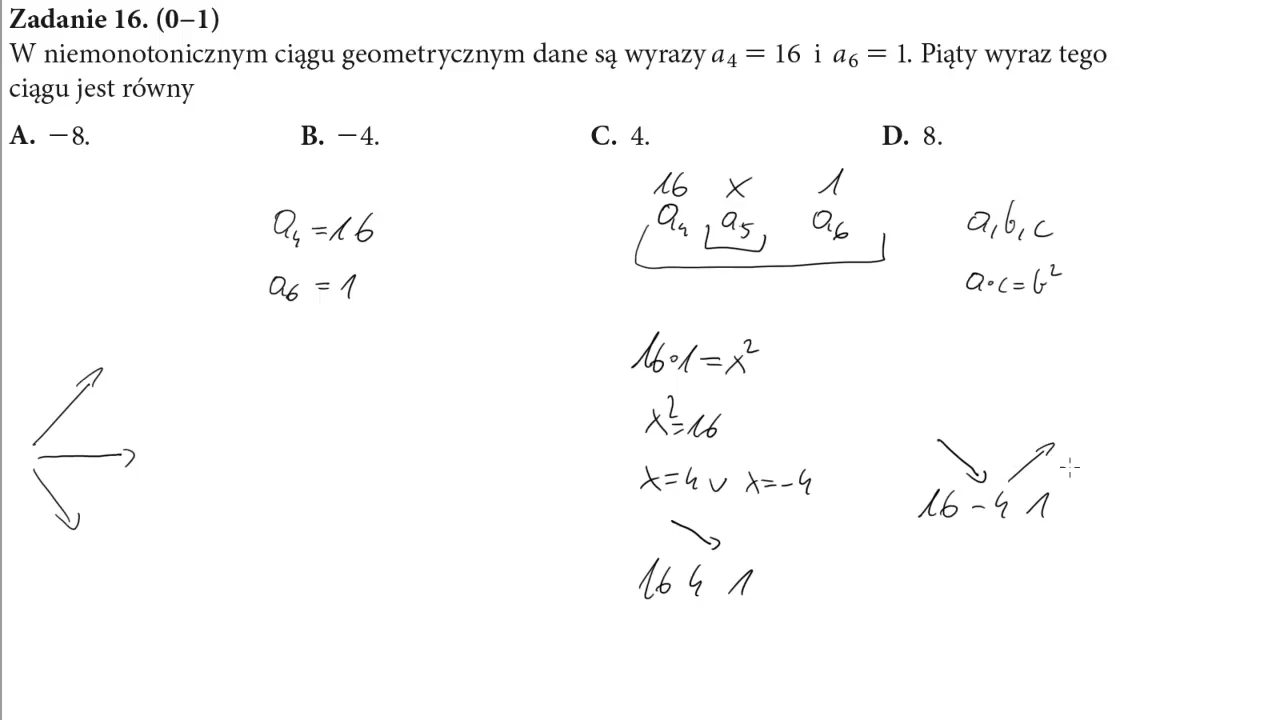 Zadanie 16. (0–1)
W niemonotonicznym ciągu geometrycznym dane są wyrazy a₄ = 16 i a₆ = 1. Piąty wyraz tego
ciągu jest równy
A. −8. B. −4. C. 4. D. 8.
16 x 1
a₄ = 16 a₄ a₅ a₆ a, b, c
a₆ = 1 a·c = b²
16·1 = x²
x² = 16
x = 4 ∨ x = −4
16 −4 1
16 4 1